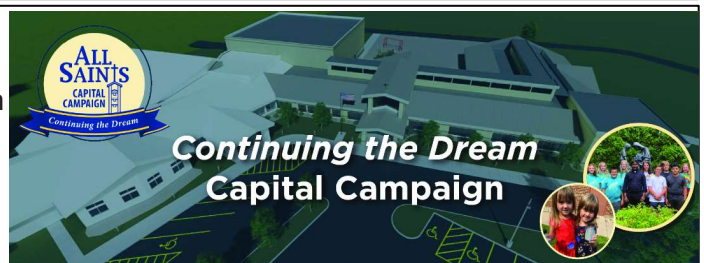 ALL
SAINTS
CAPITAL
CAMPAIGN
Continuing the Dream
Continuing the Dream
Capital Campaign